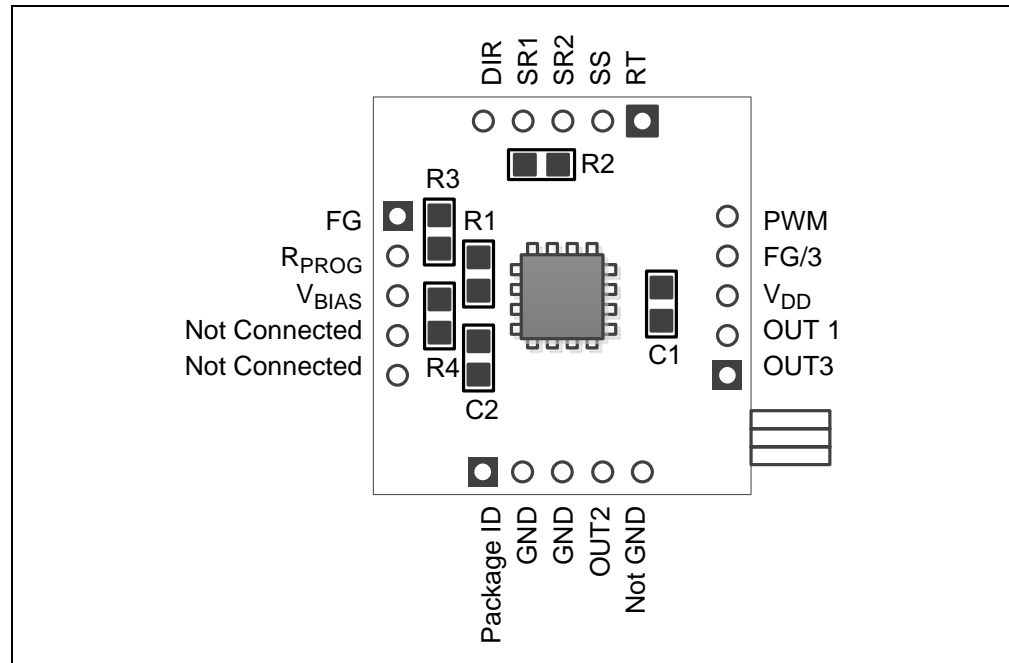 DIR
SR1
SR2
SS
RT
R2
R3
R1
FG
RPROG
VBIAS
Not Connected
Not Connected
R4
C2
C1
PWM
FG/3
VDD
OUT 1
OUT3
Package ID
GND
GND
OUT2
Not GND